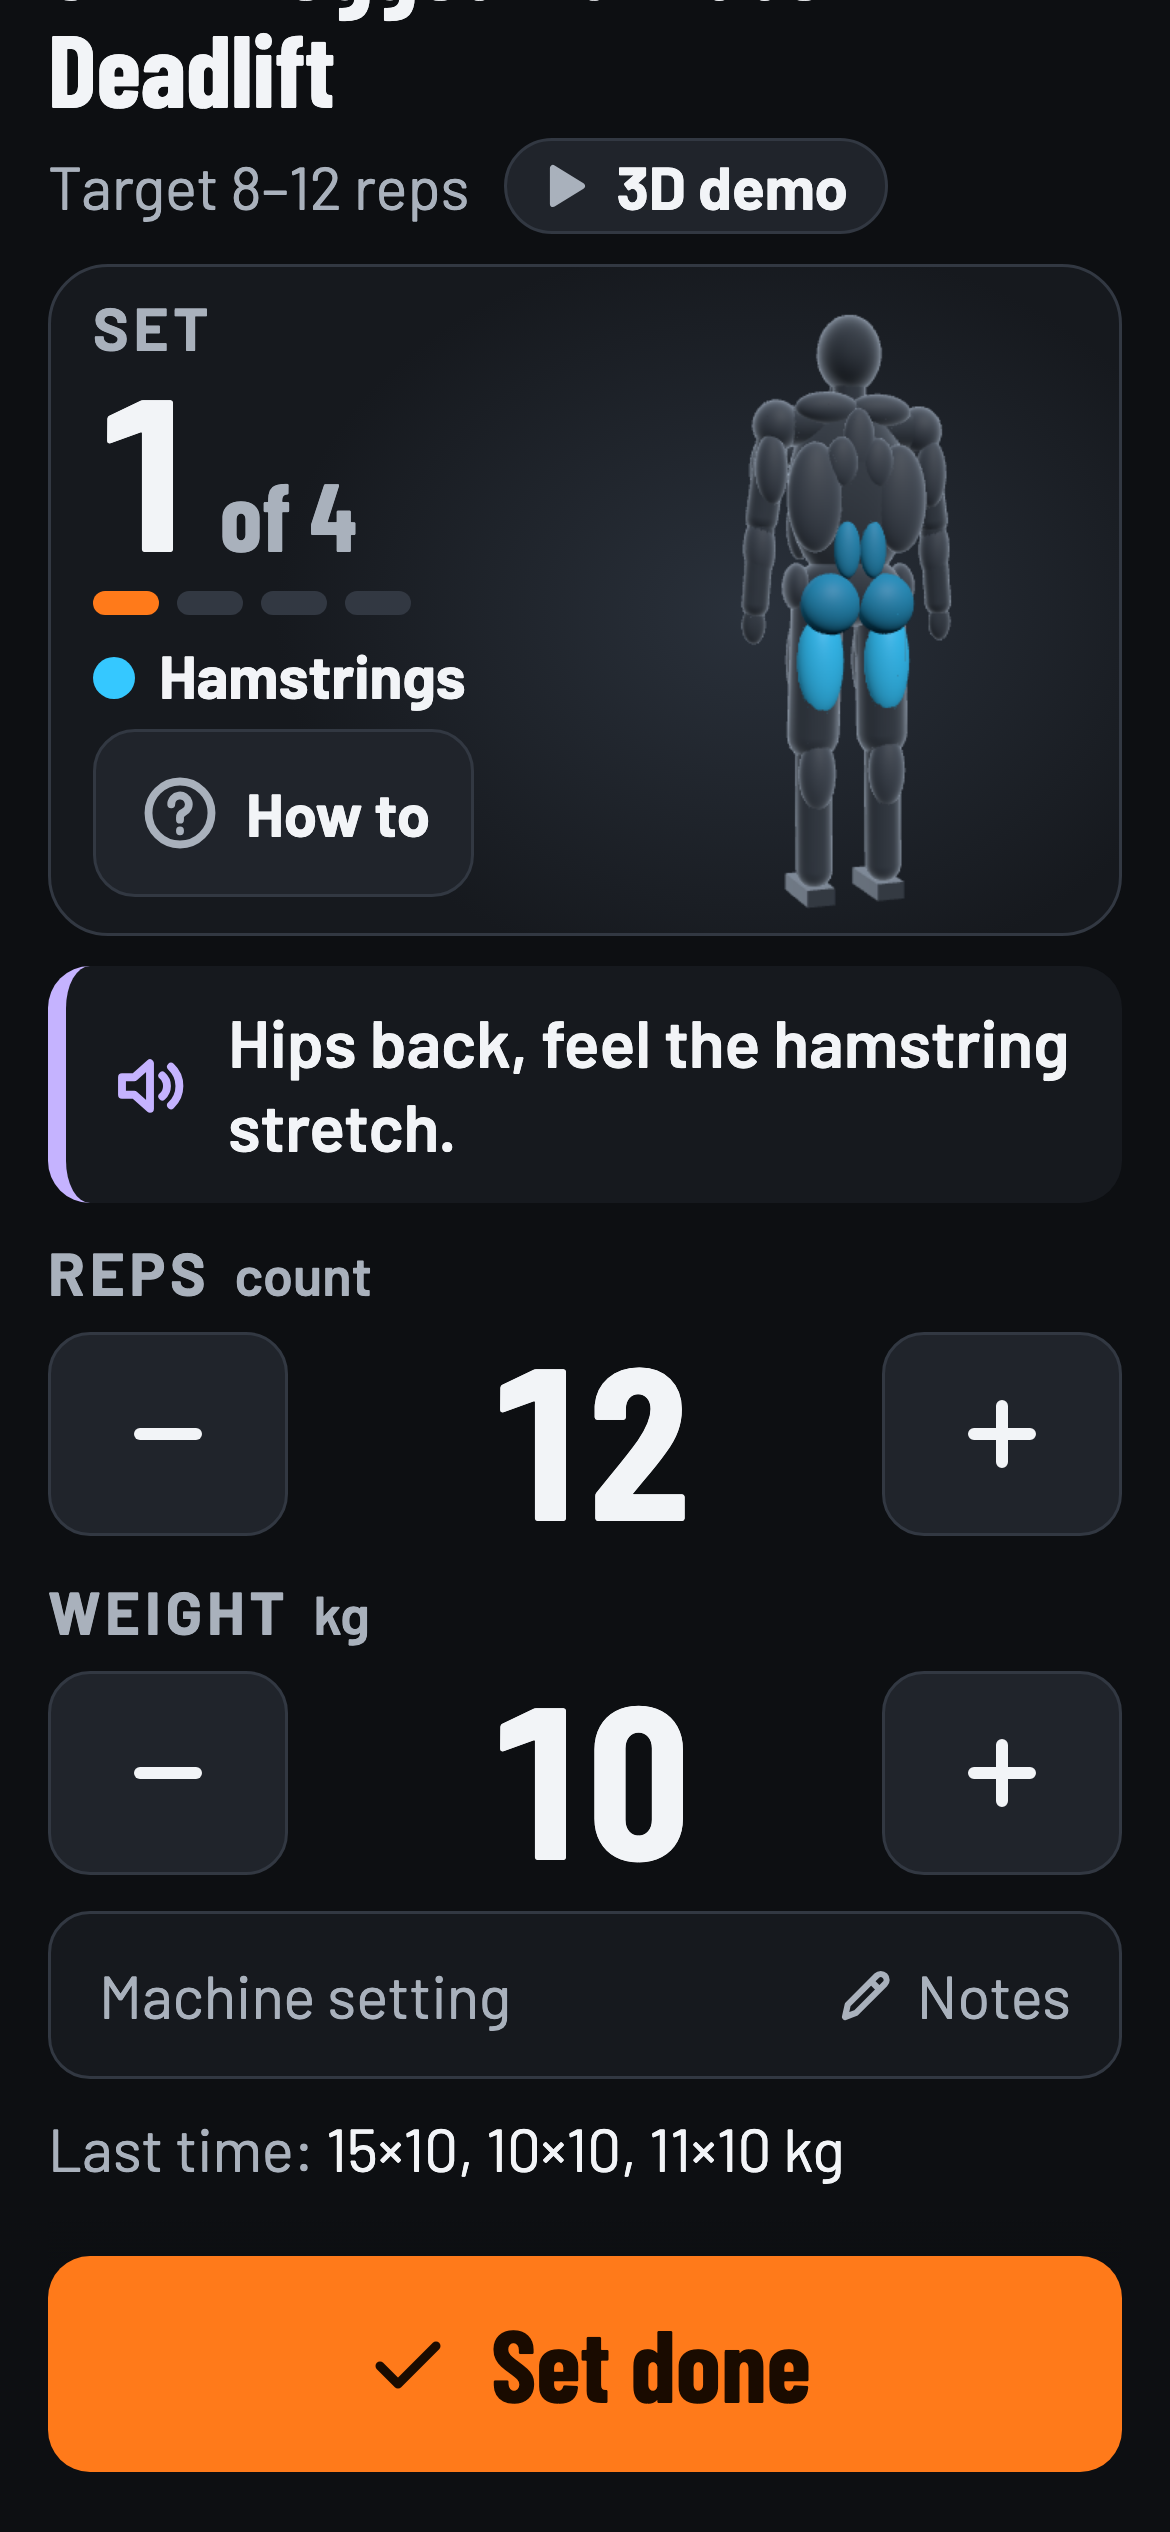 Deadlift
Target 8–12 reps
3D demo
SET
1 of 4
Hamstrings
How to
Hips back, feel the hamstring
stretch.
REPS count
12
WEIGHT kg
10
Machine setting
Notes
Last time: 15×10, 10×10, 11×10 kg
Set done